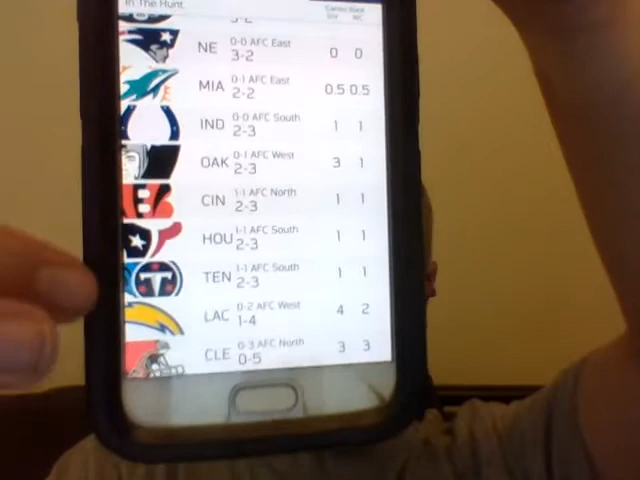 In The Hunt
Games Back
DIV WC
3-2
NE 0-0 AFC East 3-2 0 0
MIA 0-1 AFC East 2-2 0.5 0.5
IND 0-0 AFC South 2-3 1 1
OAK 0-1 AFC West 2-3 3 1
CIN 1-1 AFC North 2-3 1 1
HOU 1-1 AFC South 2-3 1 1
TEN 1-1 AFC South 2-3 1 1
LAC 0-2 AFC West 1-4 4 2
CLE 0-3 AFC North 0-5 3 3